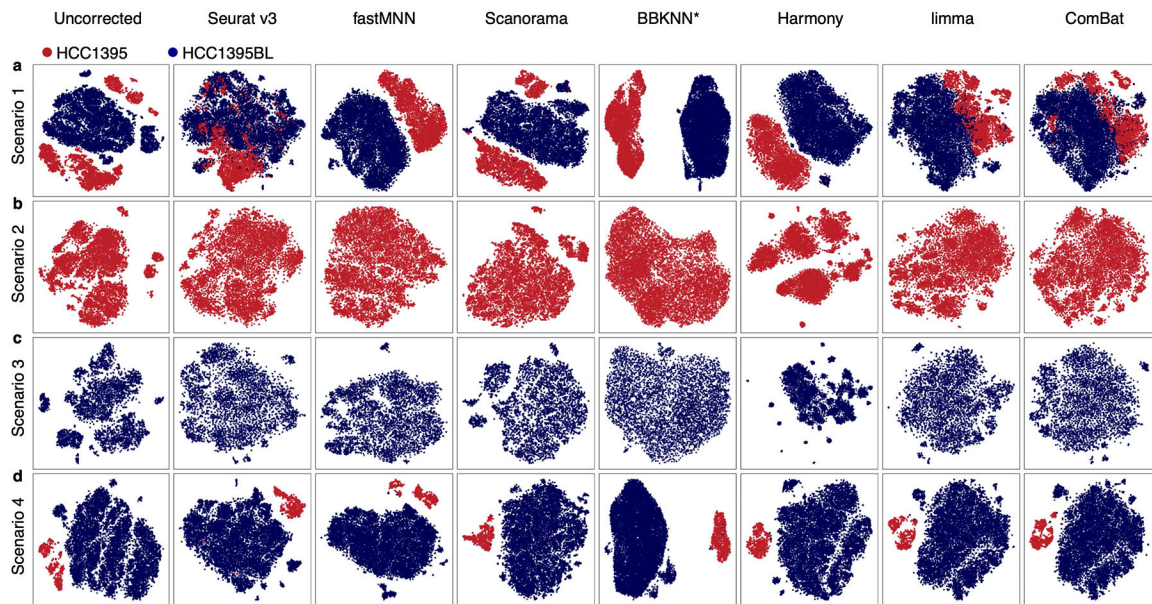 Uncorrected Seurat v3 fastMNN Scanorama BBKNN* Harmony limma ComBat
HCC1395 HCC1395BL
a
Scenario 1
b
Scenario 2
c
Scenario 3
d
Scenario 4